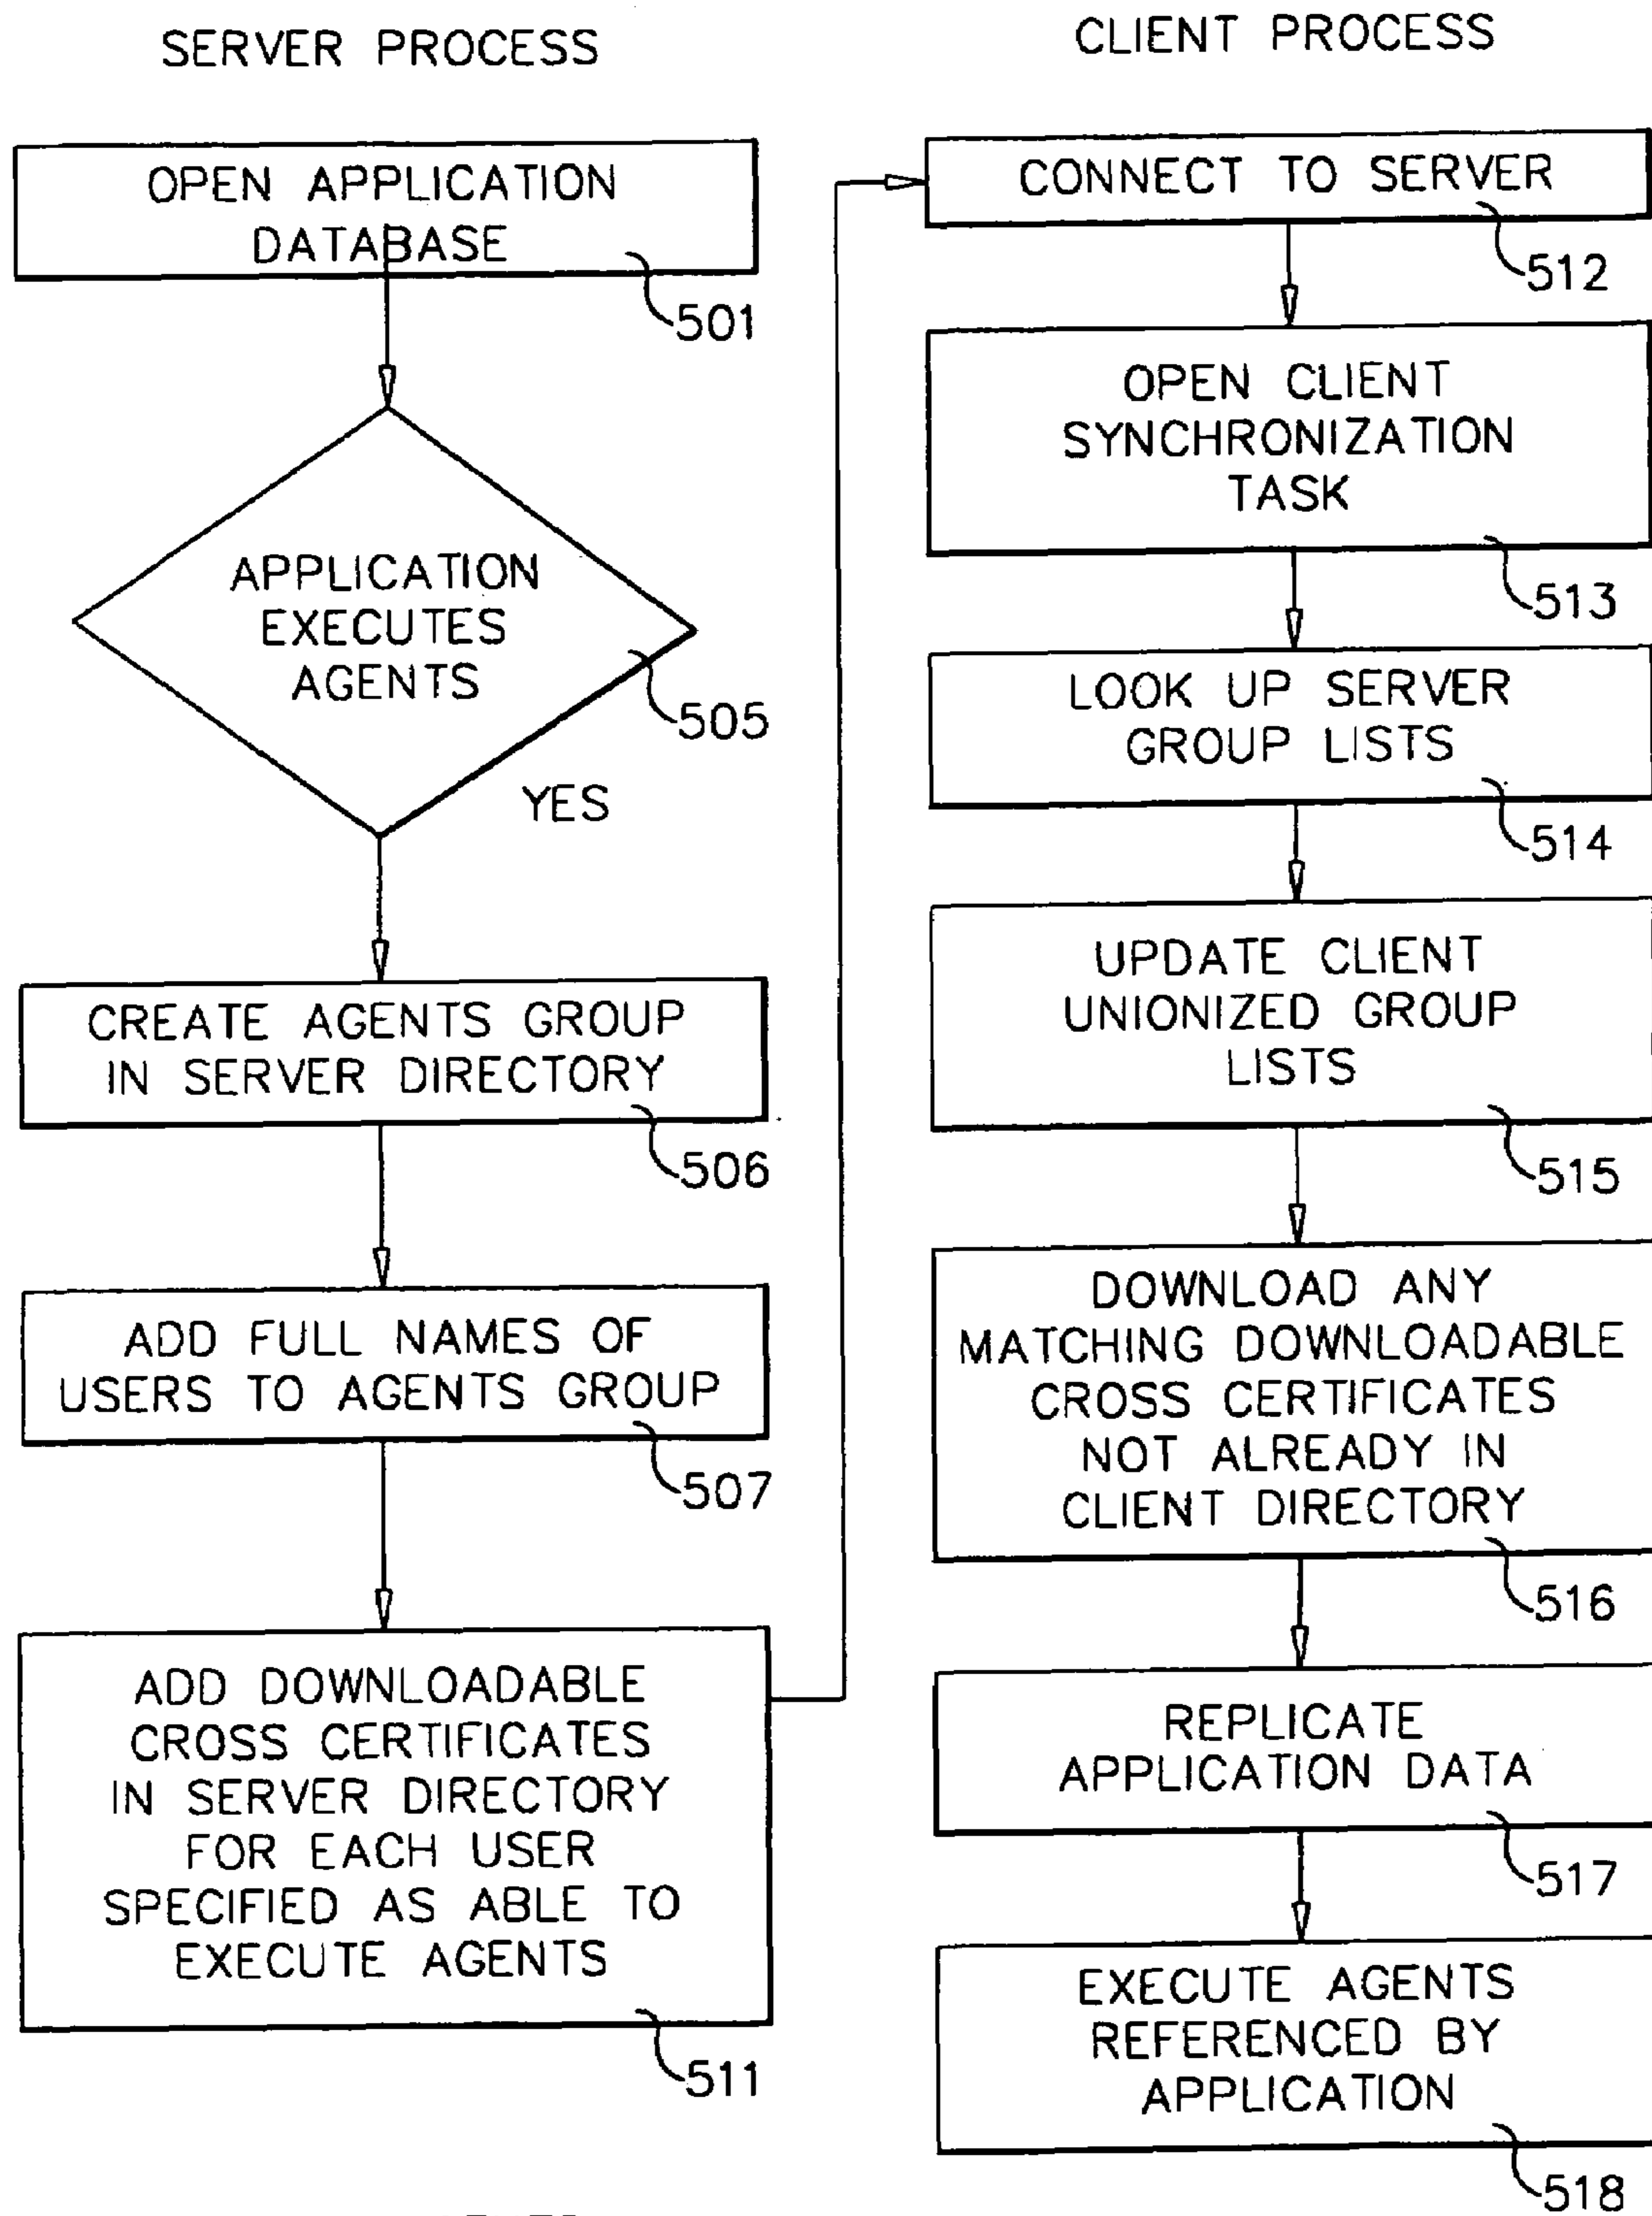 SERVER PROCESS
OPEN APPLICATION
DATABASE
501
APPLICATION
EXECUTES
AGENTS
505
YES
CREATE AGENTS GROUP
IN SERVER DIRECTORY
506
ADD FULL NAMES OF
USERS TO AGENTS GROUP
507
ADD DOWNLOADABLE
CROSS CERTIFICATES
IN SERVER DIRECTORY
FOR EACH USER
SPECIFIED AS ABLE TO
EXECUTE AGENTS
511
CLIENT PROCESS
CONNECT TO SERVER
512
OPEN CLIENT
SYNCHRONIZATION
TASK
513
LOOK UP SERVER
GROUP LISTS
514
UPDATE CLIENT
UNIONIZED GROUP
LISTS
515
DOWNLOAD ANY
MATCHING DOWNLOADABLE
CROSS CERTIFICATES
NOT ALREADY IN
CLIENT DIRECTORY
516
REPLICATE
APPLICATION DATA
517
EXECUTE AGENTS
REFERENCED BY
APPLICATION
518